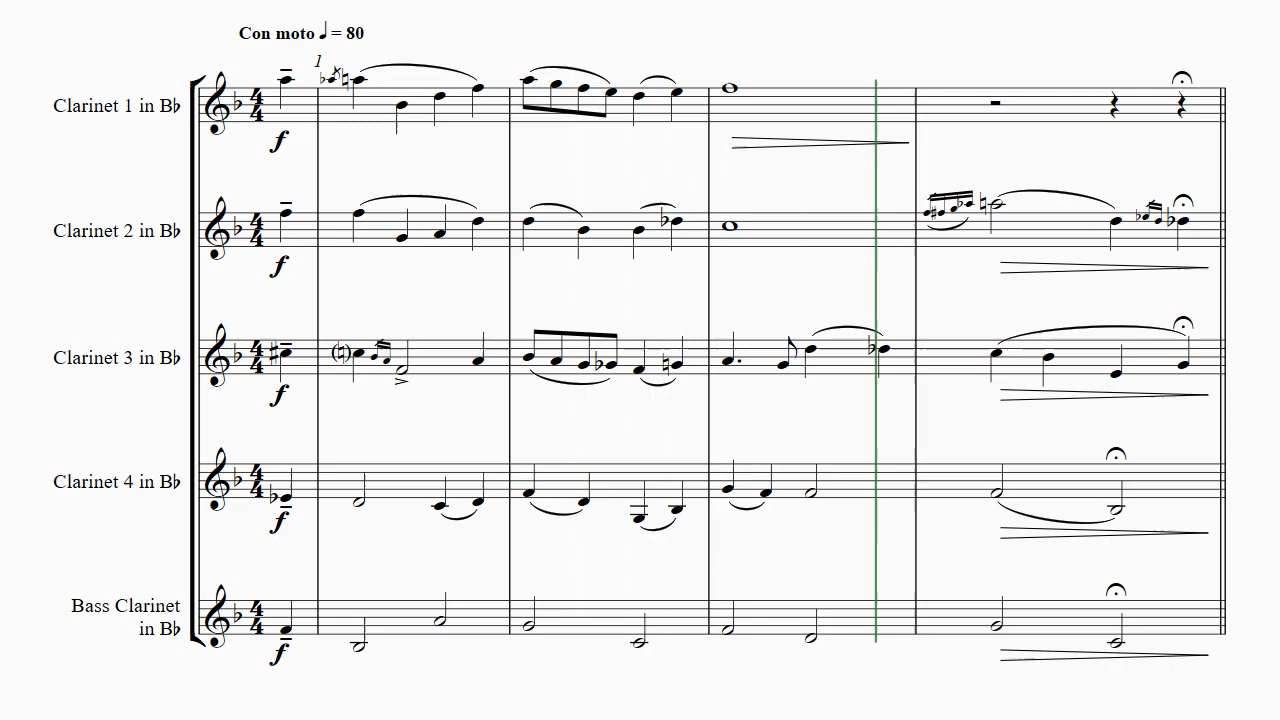 Con moto ♩ = 80
1
Clarinet 1 in B♭
f
Clarinet 2 in B♭
f
Clarinet 3 in B♭
f
Clarinet 4 in B♭
f
Bass Clarinet
in B♭
f